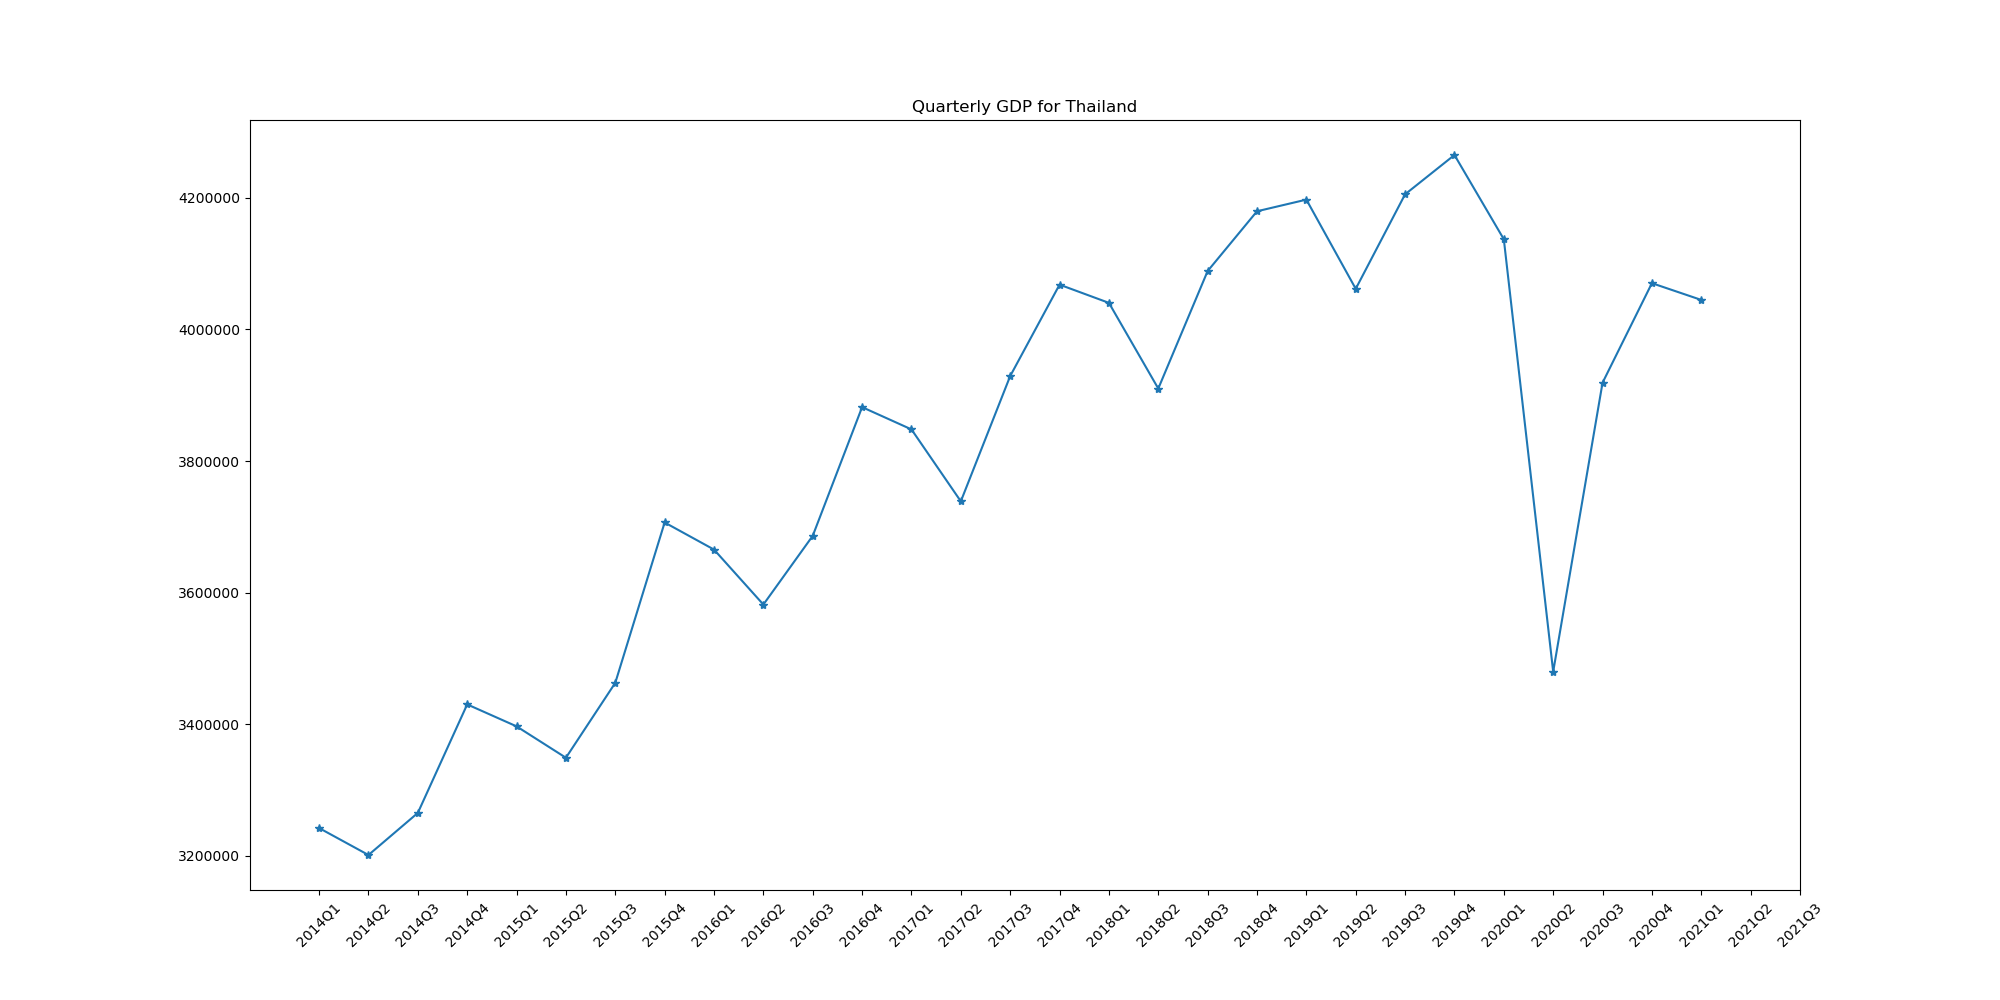 Quarterly GDP for Thailand
4200000
4000000
3800000
3600000
3400000
3200000
2014Q1
2014Q2
2014Q3
2014Q4
2015Q1
2015Q2
2015Q3
2015Q4
2016Q1
2016Q2
2016Q3
2016Q4
2017Q1
2017Q2
2017Q3
2017Q4
2018Q1
2018Q2
2018Q3
2018Q4
2019Q1
2019Q2
2019Q3
2019Q4
2020Q1
2020Q2
2020Q3
2020Q4
2021Q1
2021Q2
2021Q3